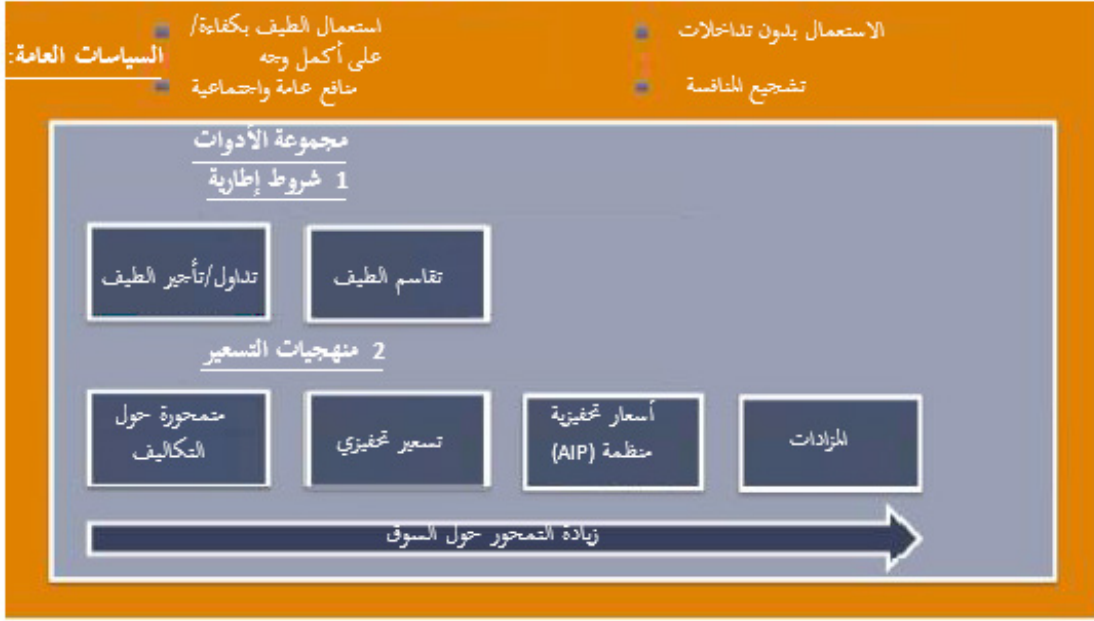 السياسات العامة:
استعمال الطيف بكفاءة/
على أكمل وجه
منافع عامة واجتماعية
الاستعمال بدون تداخلات
تشجيع المنافسة
مجموعة الأدوات
1 شروط إطارية
تداول/تأجير الطيف
تقاسم الطيف
2 منهجيات التسعير
متمحورة حول
التكاليف
تسعير تحفيزي
أسعار تحفيزية
منظمة (AIP)
المزادات
زيادة التمحور حول السوق